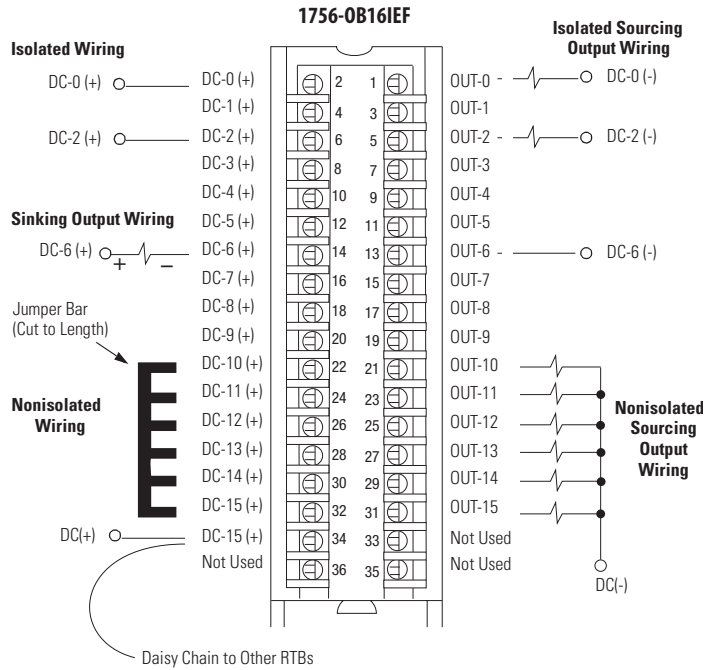 1756-OB16IEF
Isolated Wiring
Isolated Sourcing
Output Wiring
DC-0 (+)
DC-0 (+)
2
1
OUT-0
DC-0 (-)
DC-1 (+)
4
3
OUT-1
DC-2 (+)
DC-2 (+)
6
5
OUT-2
DC-2 (-)
DC-3 (+)
8
7
OUT-3
DC-4 (+)
10
9
OUT-4
Sinking Output Wiring
DC-5 (+)
12
11
OUT-5
DC-6 (+)
+
–
DC-6 (+)
14
13
OUT-6
DC-6 (-)
DC-7 (+)
16
15
OUT-7
Jumper Bar
(Cut to Length)
DC-8 (+)
18
17
OUT-8
DC-9 (+)
20
19
OUT-9
DC-10 (+)
22
21
OUT-10
DC-11 (+)
24
23
OUT-11
Nonisolated
Wiring
DC-12 (+)
26
25
OUT-12
Nonisolated
Sourcing
Output
Wiring
DC-13 (+)
28
27
OUT-13
DC-14 (+)
30
29
OUT-14
DC-15 (+)
32
31
OUT-15
DC(+)
DC-15 (+)
34
33
Not Used
Not Used
36
35
Not Used
DC(-)
Daisy Chain to Other RTBs